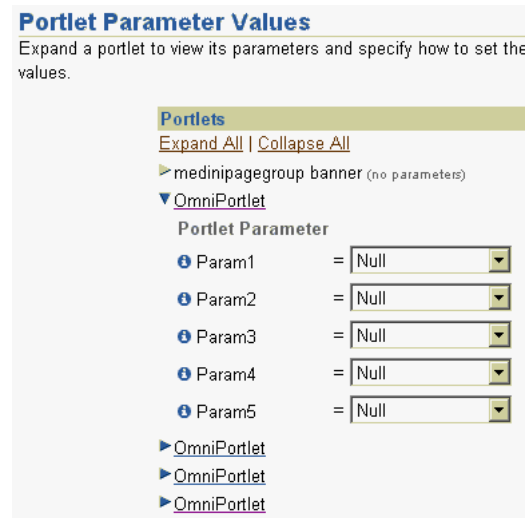 Portlet Parameter Values
Expand a portlet to view its parameters and specify how to set the
values.
Portlets
Expand All | Collapse All
medinipagegroup banner (no parameters)
OmniPortlet
Portlet Parameter
Param1 = Null
Param2 = Null
Param3 = Null
Param4 = Null
Param5 = Null
OmniPortlet
OmniPortlet
OmniPortlet